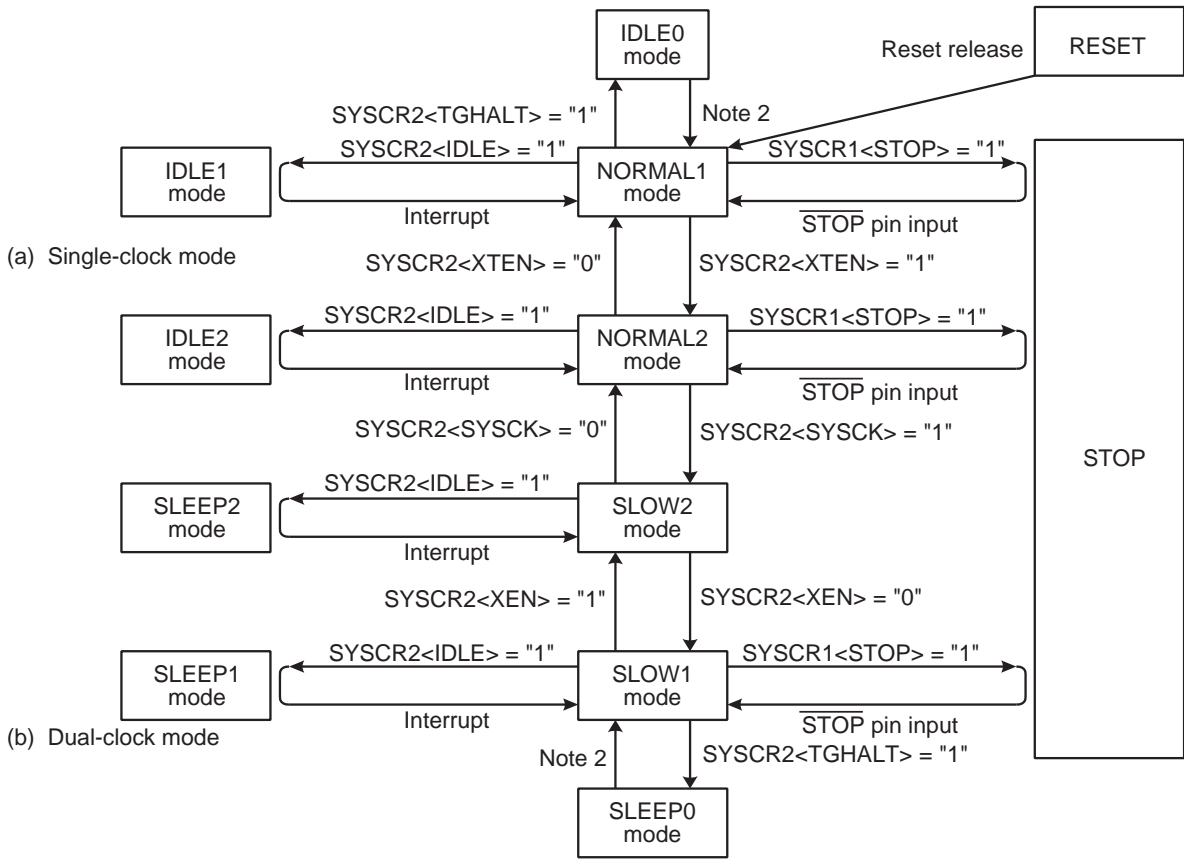 IDLE0
mode
Reset release
RESET
SYSCR2<TGHALT> = "1"
Note 2
IDLE1
mode
SYSCR2<IDLE> = "1"
Interrupt
NORMAL1
mode
SYSCR1<STOP> = "1"
STOP pin input
(a) Single-clock mode
SYSCR2<XTEN> = "0"
SYSCR2<XTEN> = "1"
IDLE2
mode
SYSCR2<IDLE> = "1"
Interrupt
NORMAL2
mode
SYSCR1<STOP> = "1"
STOP pin input
SYSCR2<SYSCK> = "0"
SYSCR2<SYSCK> = "1"
STOP
SLEEP2
mode
SYSCR2<IDLE> = "1"
Interrupt
SLOW2
mode
SYSCR2<XEN> = "1"
SYSCR2<XEN> = "0"
SLEEP1
mode
SYSCR2<IDLE> = "1"
Interrupt
SLOW1
mode
SYSCR1<STOP> = "1"
STOP pin input
(b) Dual-clock mode
Note 2
SYSCR2<TGHALT> = "1"
SLEEP0
mode